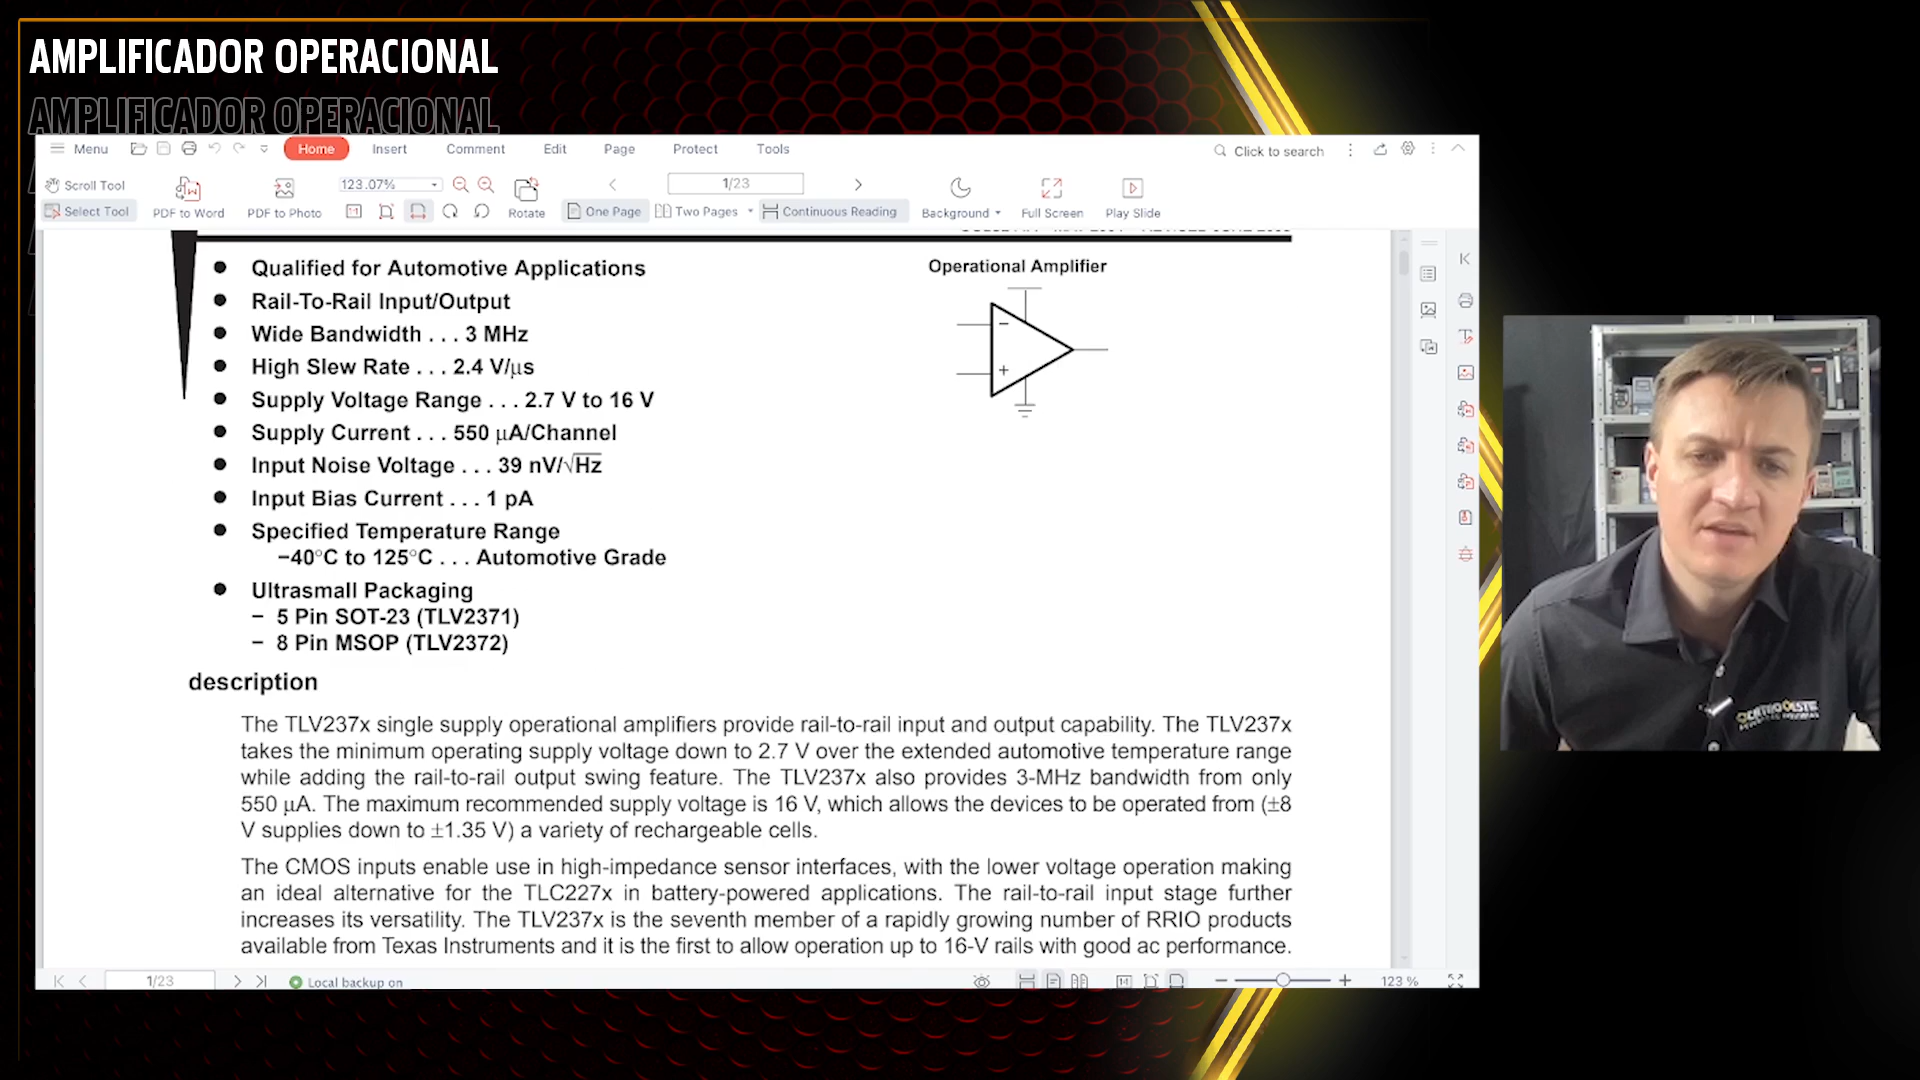 AMPLIFICADOR OPERACIONAL
AMPLIFICADOR OPERACIONAL
Menu
Home
Insert
Comment
Edit
Page
Protect
Tools
Click to search
Scroll Tool
Select Tool
PDF to Word
PDF to Photo
123.07%
Rotate
1/23
One Page
Two Pages
Continuous Reading
Background
Full Screen
Play Slide
● Qualified for Automotive Applications
● Rail-To-Rail Input/Output
● Wide Bandwidth . . . 3 MHz
● High Slew Rate . . . 2.4 V/μs
● Supply Voltage Range . . . 2.7 V to 16 V
● Supply Current . . . 550 μA/Channel
● Input Noise Voltage . . . 39 nV/√Hz
● Input Bias Current . . . 1 pA
● Specified Temperature Range
−40°C to 125°C . . . Automotive Grade
● Ultrasmall Packaging
− 5 Pin SOT-23 (TLV2371)
− 8 Pin MSOP (TLV2372)
Operational Amplifier
−
+
description
The TLV237x single supply operational amplifiers provide rail-to-rail input and output capability. The TLV237x
takes the minimum operating supply voltage down to 2.7 V over the extended automotive temperature range
while adding the rail-to-rail output swing feature. The TLV237x also provides 3-MHz bandwidth from only
550 μA. The maximum recommended supply voltage is 16 V, which allows the devices to be operated from (±8
V supplies down to ±1.35 V) a variety of rechargeable cells.
The CMOS inputs enable use in high-impedance sensor interfaces, with the lower voltage operation making
an ideal alternative for the TLC227x in battery-powered applications. The rail-to-rail input stage further
increases its versatility. The TLV237x is the seventh member of a rapidly growing number of RRIO products
available from Texas Instruments and it is the first to allow operation up to 16-V rails with good ac performance.
1/23
Local backup on
123 %